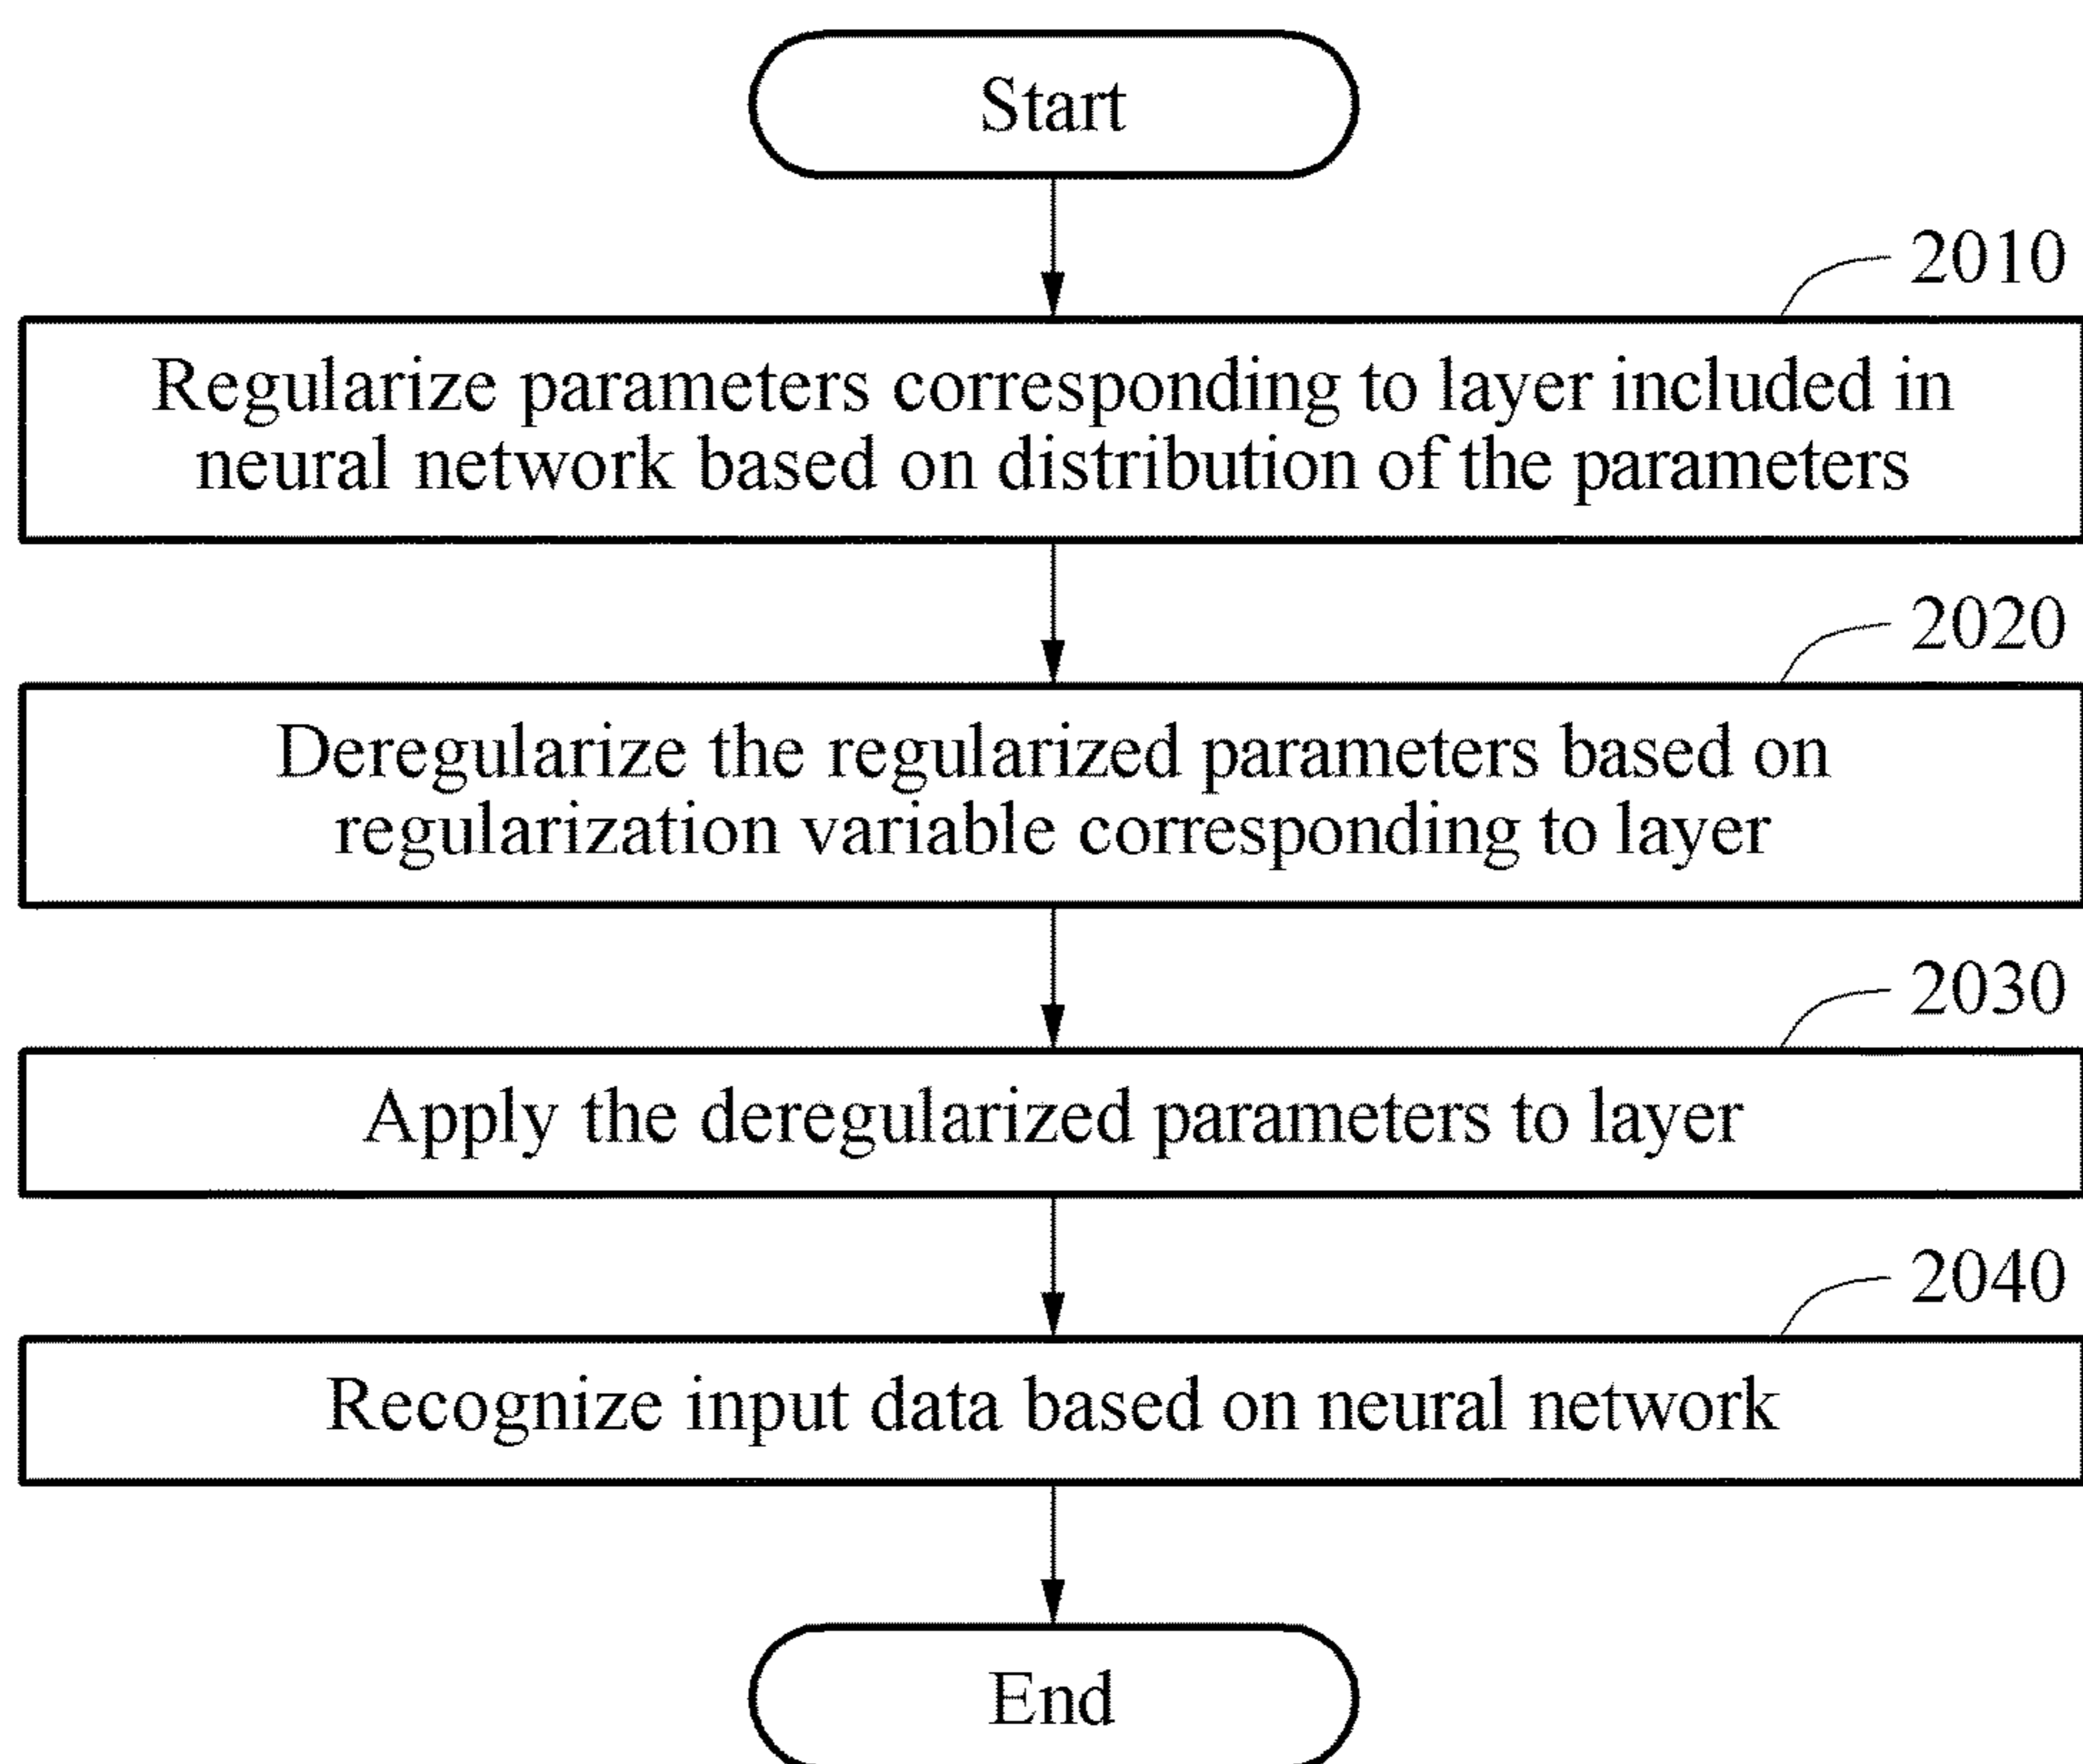 Start
2010
Regularize parameters corresponding to layer included in
neural network based on distribution of the parameters
2020
Deregularize the regularized parameters based on
regularization variable corresponding to layer
2030
Apply the deregularized parameters to layer
2040
Recognize input data based on neural network
End